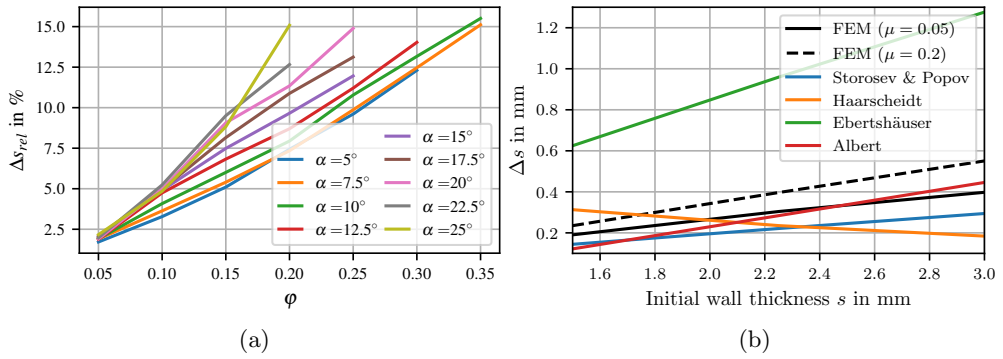 15.0
12.5
10.0
7.5
5.0
2.5
Δs_rel in %
0.05 0.10 0.15 0.20 0.25 0.30 0.35
φ
α =5°
α =7.5°
α =10°
α =12.5°
α =15°
α =17.5°
α =20°
α =22.5°
α =25°
(a)
1.2
1.0
0.8
0.6
0.4
0.2
Δs in mm
1.6 1.8 2.0 2.2 2.4 2.6 2.8 3.0
Initial wall thickness s in mm
FEM (μ = 0.05)
FEM (μ = 0.2)
Storosev & Popov
Haarscheidt
Ebertshäuser
Albert
(b)